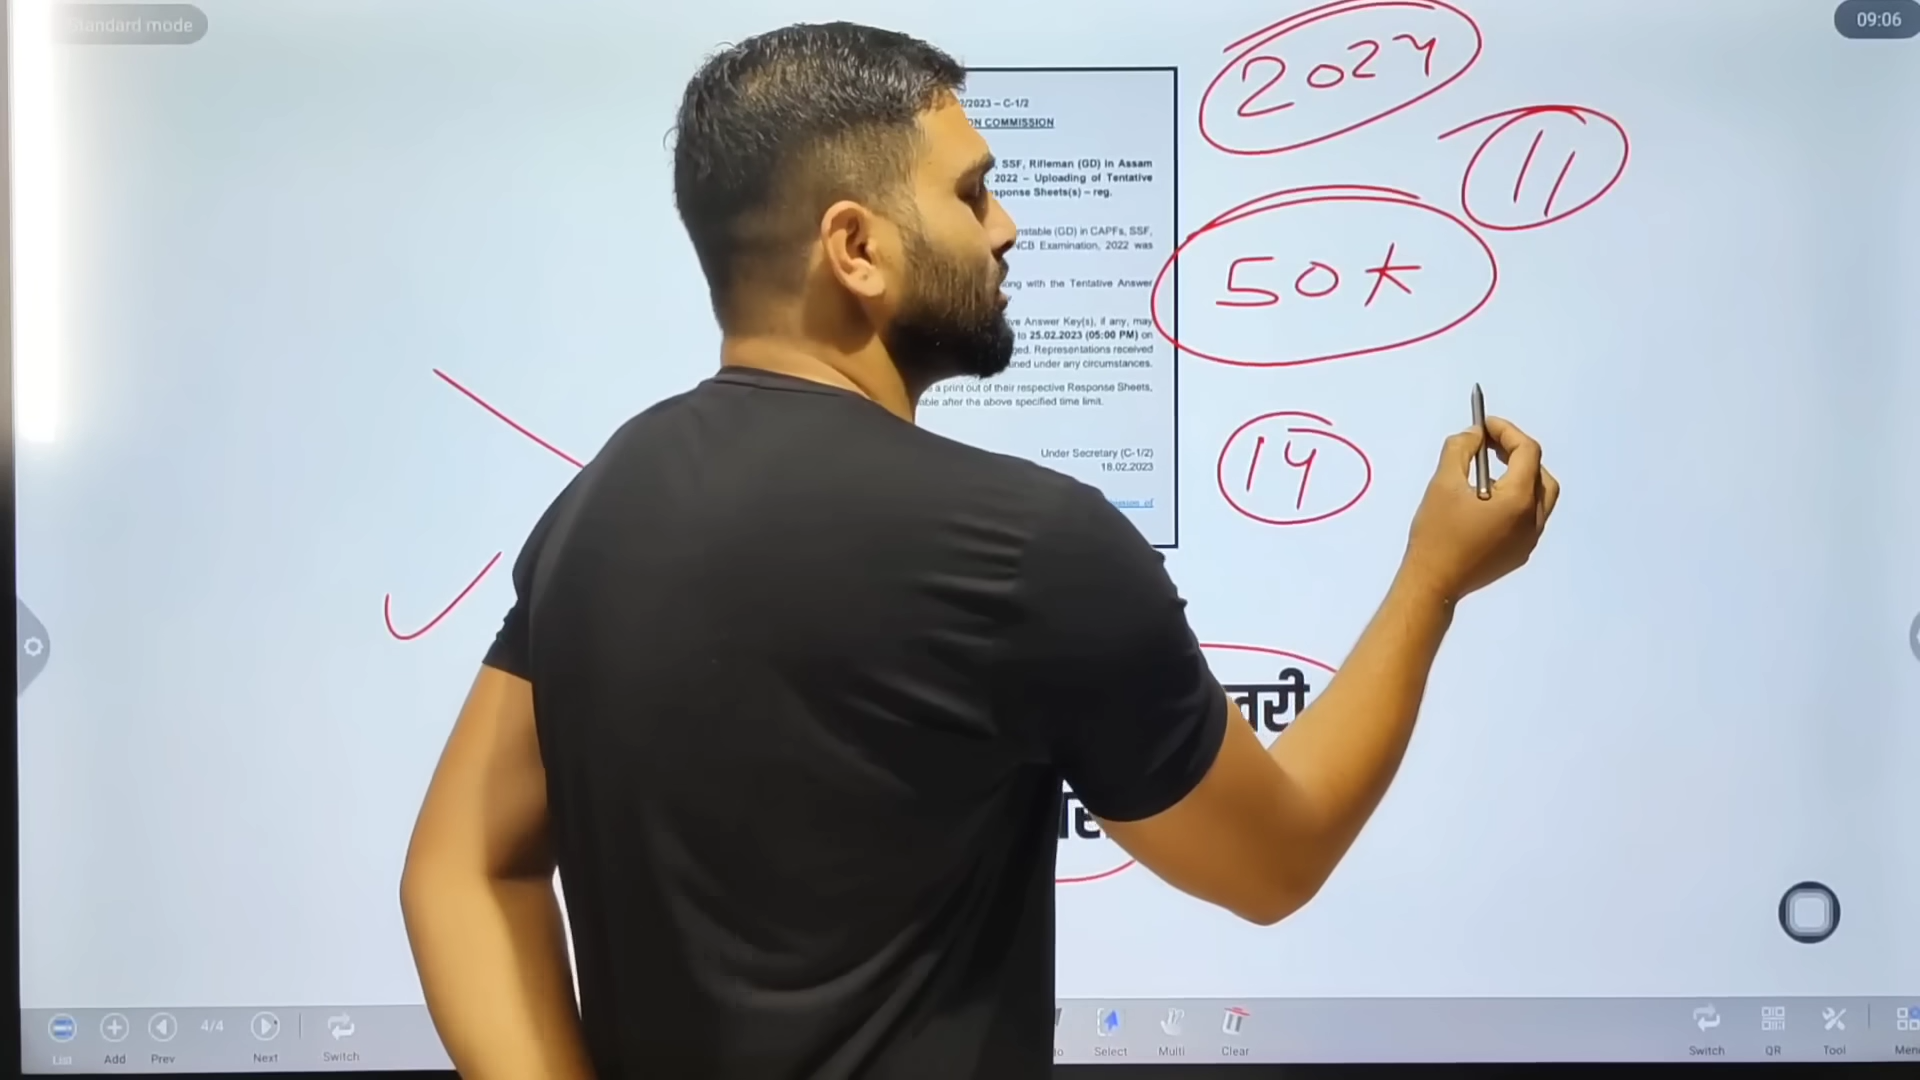 Standard mode
09:06
2024
11
50K
14
/2023 – C-1/2
ON COMMISSION
, SSF, Rifleman (GD) in Assam
, 2022 – Uploading of Tentative
sponse Sheets(s) – reg.
nstable (GD) in CAPFs, SSF,
NCB Examination, 2022 was
ong with the Tentative Answer
ive Answer Key(s), if any, may
to 25.02.2023 (05:00 PM) on
ged. Representations received
ined under any circumstances.
a print out of their respective Response Sheets,
able after the above specified time limit.
Under Secretary (C-1/2)
18.02.2023
4/4
List Add Prev Next Switch
Select Multi Clear
Switch QR Tool Men